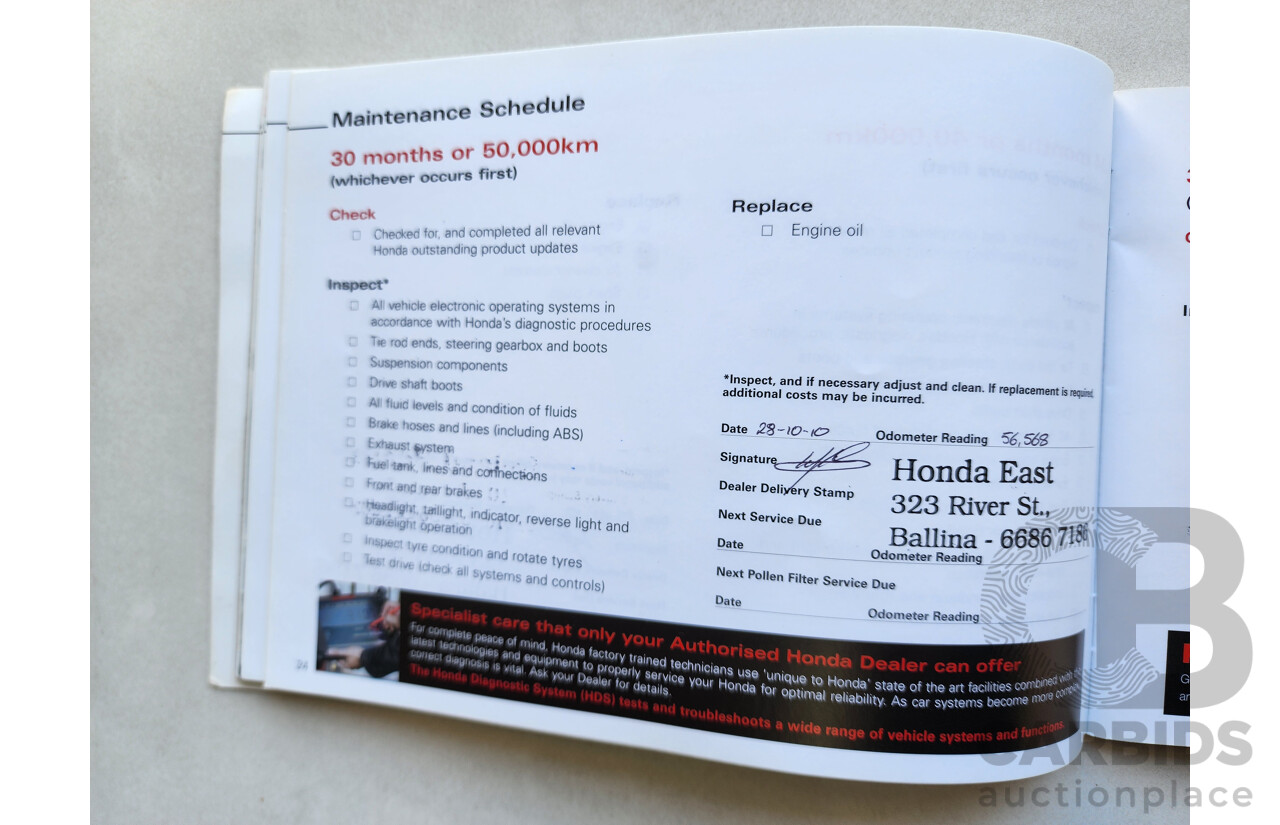 Maintenance Schedule
30 months or 50,000km
(whichever occurs first)
Check
Checked for, and completed all relevant
Honda outstanding product updates
Inspect*
All vehicle electronic operating systems in
accordance with Honda's diagnostic procedures
Tie rod ends, steering gearbox and boots
Suspension components
Drive shaft boots
All fluid levels and condition of fluids
Brake hoses and lines (including ABS)
Exhaust system
Fuel tank, lines and connections
Front and rear brakes
Headlight, taillight, indicator, reverse light and
brakelight operation
Inspect tyre condition and rotate tyres
Test drive (check all systems and controls)
Replace
Engine oil
*Inspect, and if necessary adjust and clean. If replacement is required,
additional costs may be incurred.
Date 28-10-10 Odometer Reading 56,568
Signature
Dealer Delivery Stamp
Honda East
323 River St.,
Ballina - 6686 7186
Next Service Due
Date Odometer Reading
Next Pollen Filter Service Due
Date Odometer Reading
Specialist care that only your Authorised Honda Dealer can offer
For complete peace of mind, Honda factory trained technicians use 'unique to Honda' state of the art facilities combined with
latest technologies and equipment to properly service your Honda for optimal reliability. As car systems become more
correct diagnosis is vital. Ask your Dealer for details.
The Honda Diagnostic System (HDS) tests and troubleshoots a wide range of vehicle systems and functions.
24
CARBIDS
auctionplace